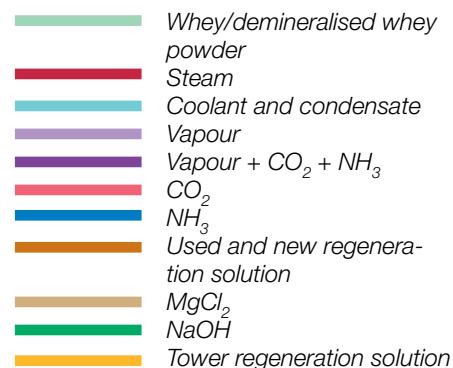 Whey/demineralised whey
powder
Steam
Coolant and condensate
Vapour
Vapour + CO₂ + NH₃
CO₂
NH₃
Used and new regenera-
tion solution
MgCl₂
NaOH
Tower regeneration solution